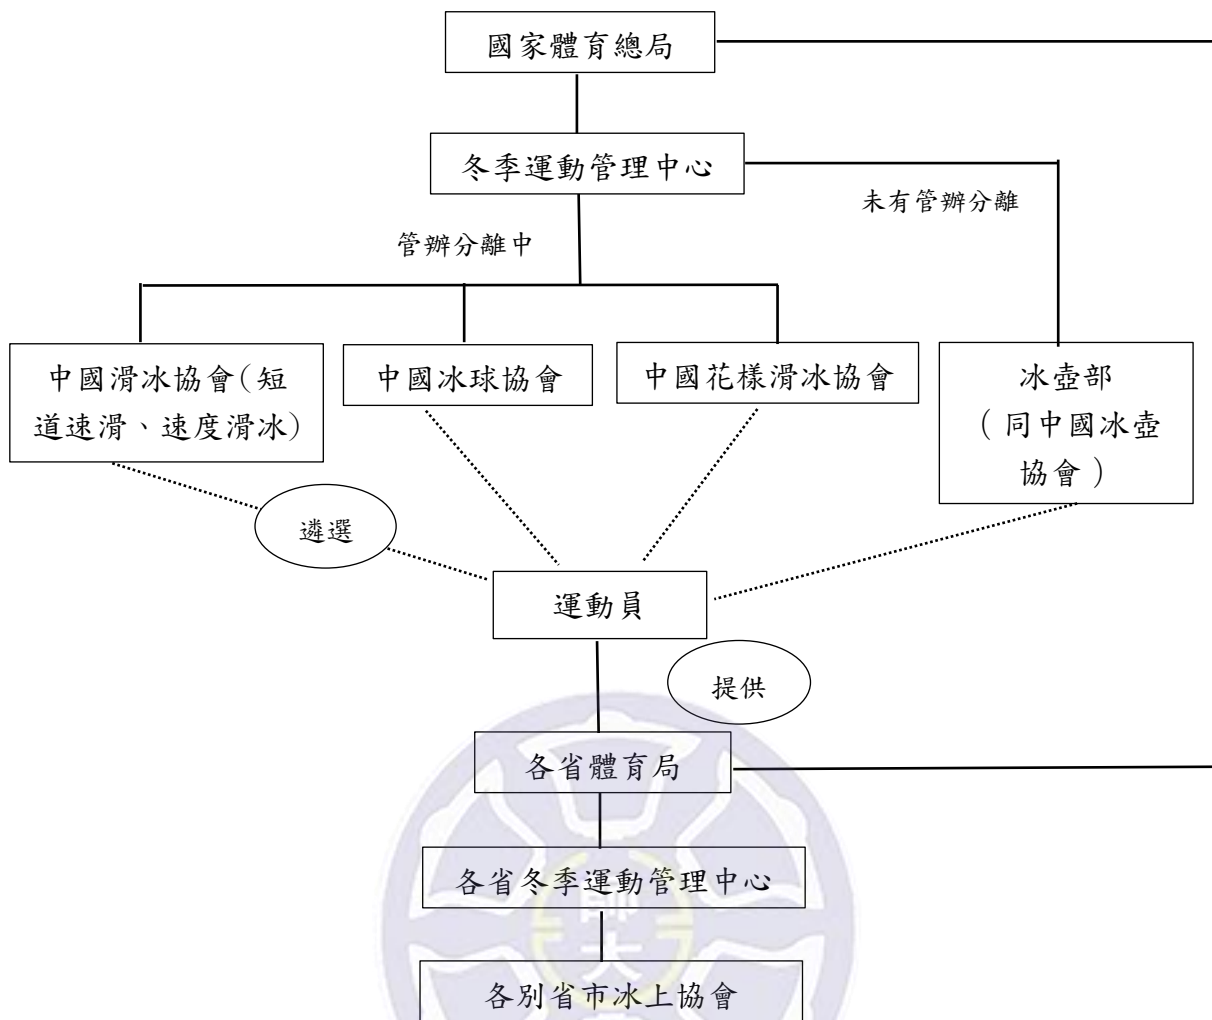 國家體育總局
冬季運動管理中心
未有管辦分離
管辦分離中
中國滑冰協會(短
道速滑、速度滑冰)
中國冰球協會
中國花樣滑冰協會
冰壺部
(同中國冰壺
協會)
遴選
運動員
提供
各省體育局
各省冬季運動管理中心
師
大
各別省市冰上協會